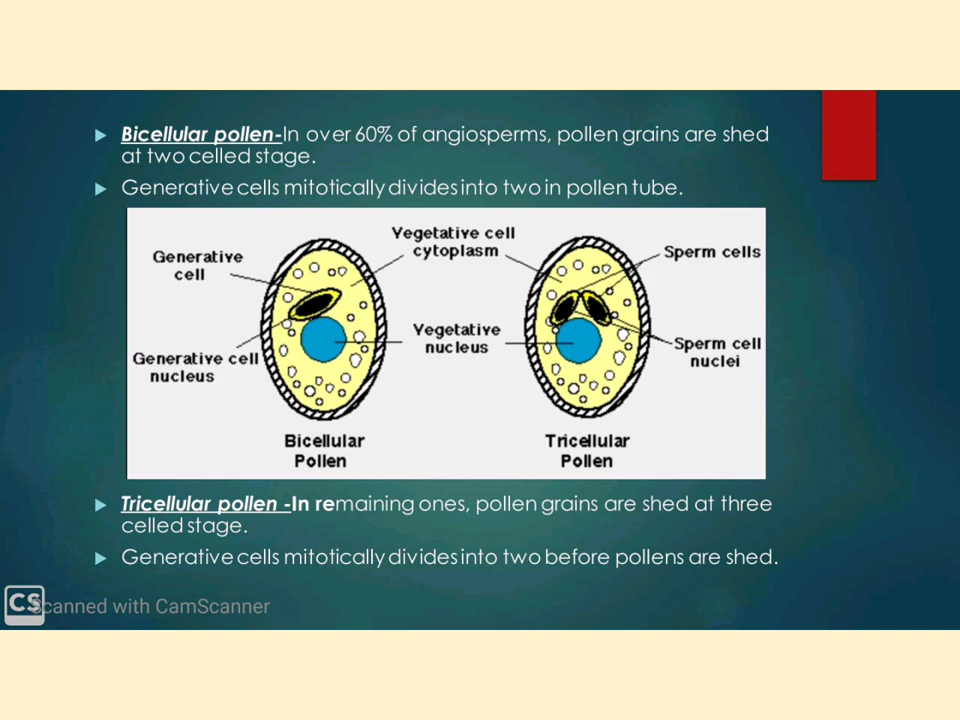 Bicellular pollen-In over 60% of angiosperms, pollen grains are shed
at two celled stage.
Generative cells mitotically divides into two in pollen tube.
Vegetative cell
cytoplasm
Generative
cell
Sperm cells
Vegetative
nucleus
Generative cell
nucleus
Sperm cell
nuclei
Bicellular
Pollen
Tricellular
Pollen
Tricellular pollen -In remaining ones, pollen grains are shed at three
celled stage.
Generative cells mitotically divides into two before pollens are shed.
CS Scanned with CamScanner